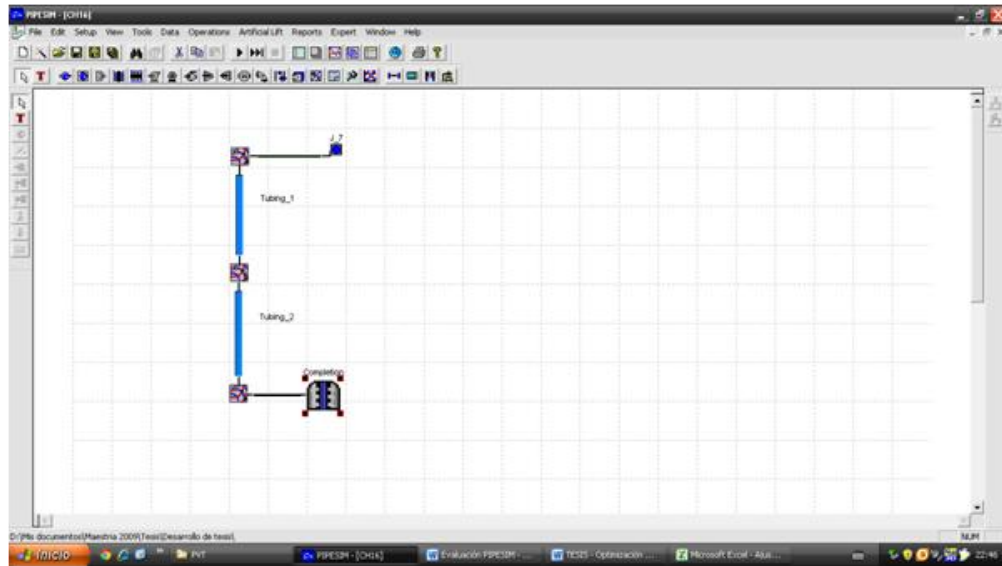 PIPESIM - [CH16]
File Edit Setup View Tools Data Operations Artificial Lift Reports Expert Window Help
J_7
Tubing_1
Tubing_2
Completion
D:\Mis documentos\Maestria 2009\Tesis\Desarrollo de tesis\
NUM
Inicio
PVT
PIPESIM - [CH16]
Evaluación PIPESIM - ...
TESIS - Optimización ...
Microsoft Excel - Ajus...
22:46